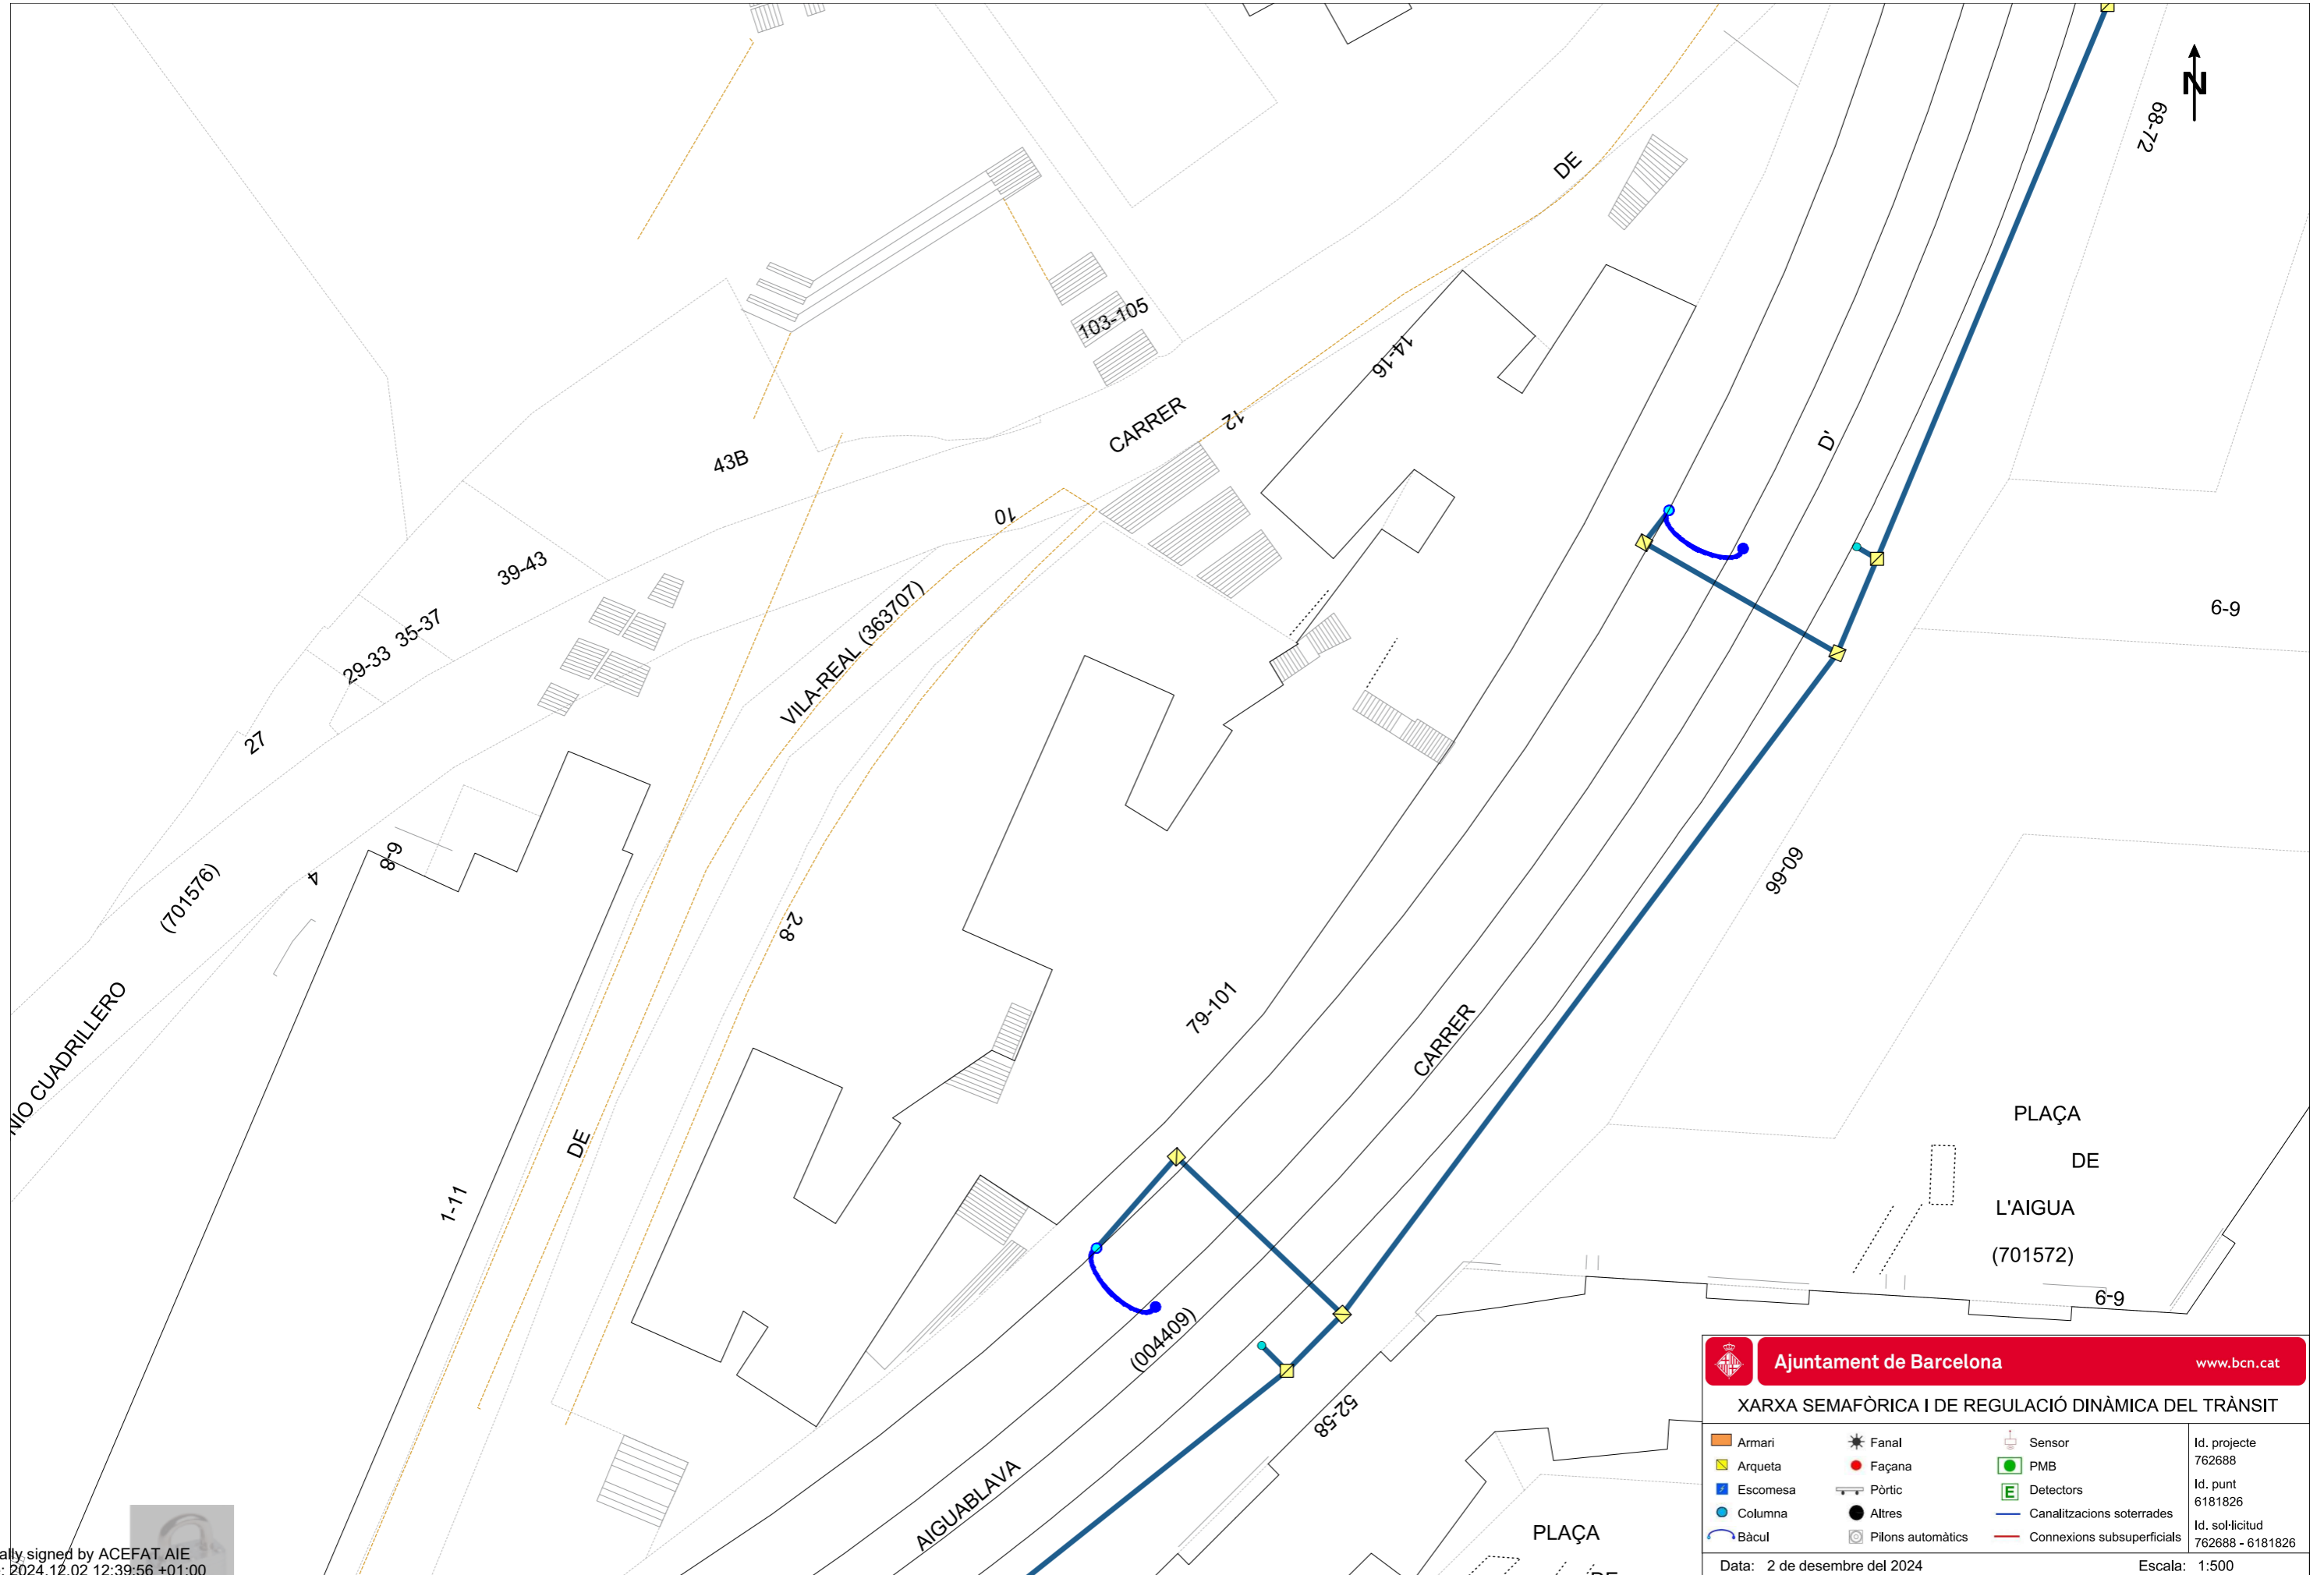 N
68-72
DE
103-105
14-16
CARRER
12
43B
D'
10
39-43
VILA-REAL (363707)
35-37
29-33
6-9
27
6-8
4
(701576)
60-66
2-8
79-101
NIO CUADRILLERO
CARRER
PLAÇA
DE
L'AIGUA
(701572)
DE
1-11
6-9
(004409)
52-58
AIGUABLAVA
PLAÇA
DE
ally signed by ACEFAT AIE
: 2024.12.02 12:39:56 +01:00
Ajuntament de Barcelona
www.bcn.cat
XARXA SEMAFÒRICA I DE REGULACIÓ DINÀMICA DEL TRÀNSIT
Armari
Arqueta
Escomesa
Columna
Bàcul
Fanal
Façana
Pòrtic
Altres
Pilons automàtics
Sensor
PMB
E Detectors
Canalitzacions soterrades
Connexions subsuperficials
Id. projecte
762688
Id. punt
6181826
Id. sol·licitud
762688 - 6181826
Data: 2 de desembre del 2024
Escala: 1:500